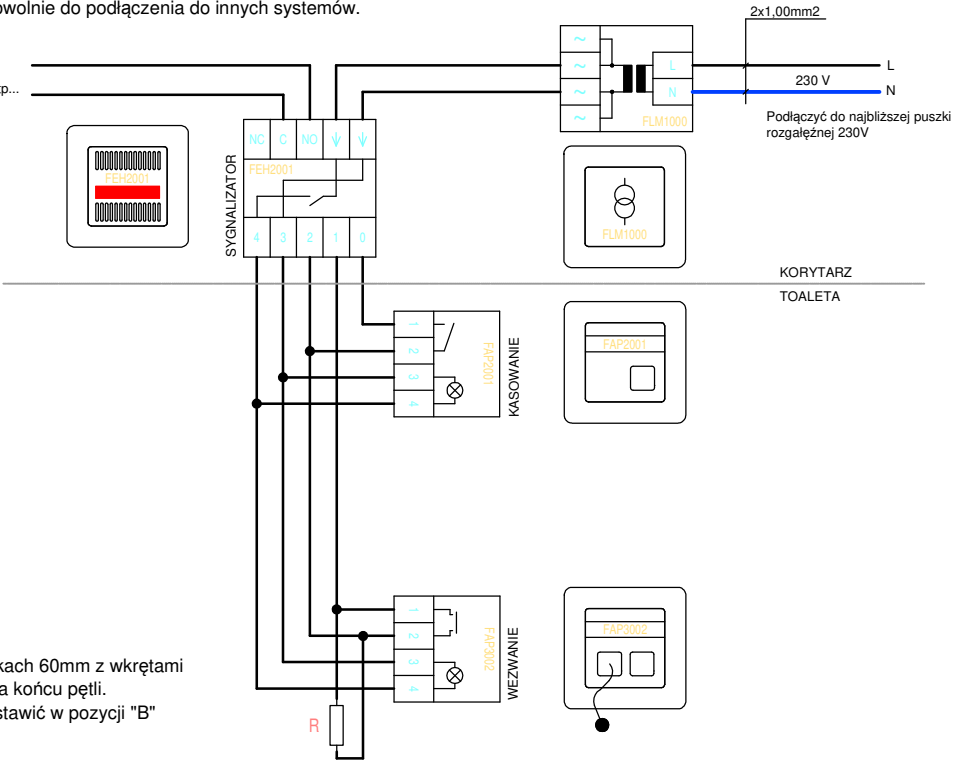 owolnie do podłączenia do innych systemów.
2x1,00mm2
tp...
~
~
~
~
L
N
FLM1000
230 V
L
N
Podłączyć do najbliższej puszki
rozgałęźnej 230V
NC C NO
FEH2001
SYGNALIZATOR
FEH2001
4 3 2 1 0
FLM1000
KORYTARZ
TOALETA
1
2
3
4
FAP2001
KASOWANIE
FAP2001
1
2
3
4
FAP3002
WEZWANIE
FAP3002
kach 60mm z wkrętami
a końcu pętli.
stawić w pozycji "B"
R